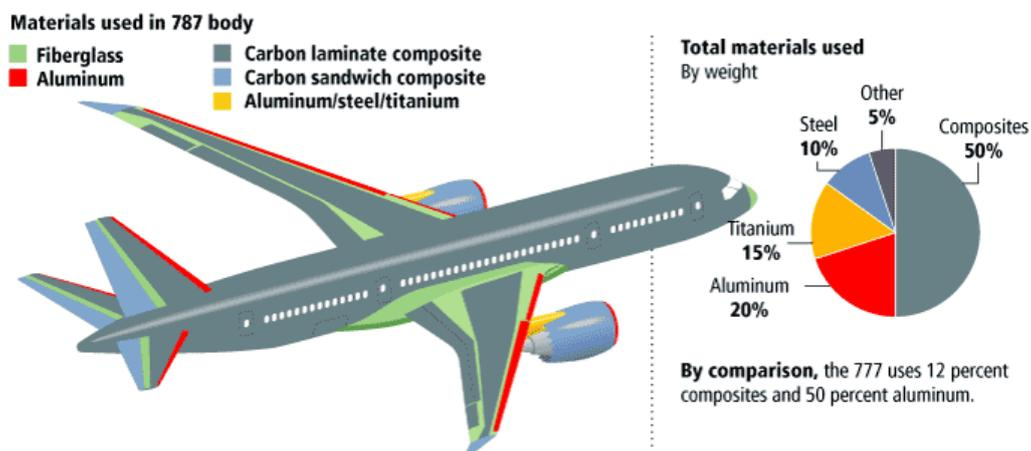 Materials used in 787 body
Fiberglass
Aluminum
Carbon laminate composite
Carbon sandwich composite
Aluminum/steel/titanium
Total materials used
By weight
Other
5%
Steel
10%
Composites
50%
Titanium
15%
Aluminum
20%
By comparison, the 777 uses 12 percent
composites and 50 percent aluminum.